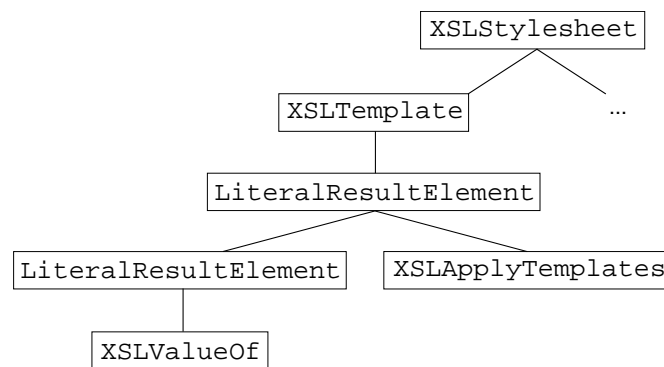 XSLStylesheet
XSLTemplate
...
LiteralResultElement
LiteralResultElement
XSLApplyTemplates
XSLValueOf